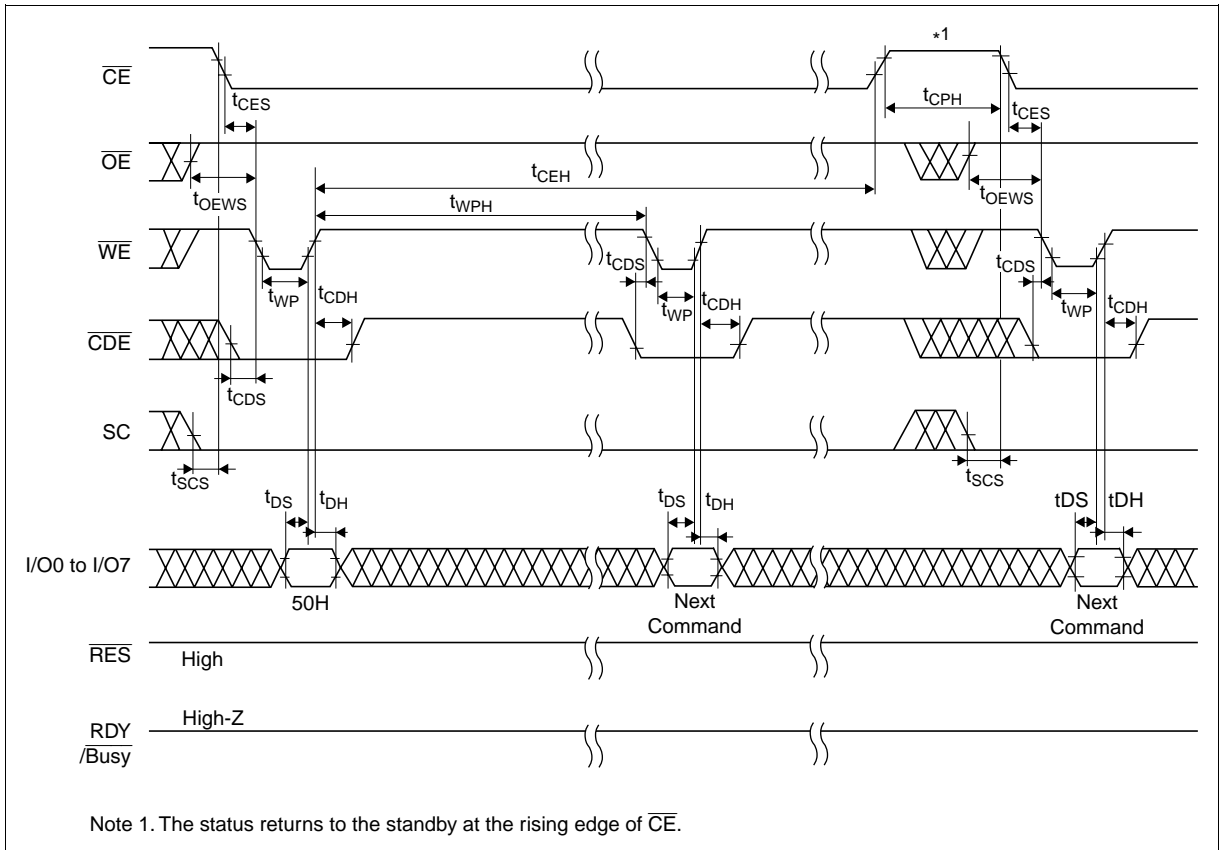 *1
CE
tCES
tCPH
tCES
OE
tOEWS
tCEH
tOEWS
tWPH
WE
tWP
tCDH
tCDS
tWP
tCDH
tCDS
tWP
tCDH
CDE
tCDS
SC
tSCS
tSCS
tDS
tDH
tDS
tDH
tDS
tDH
I/O0 to I/O7
50H
Next
Command
Next
Command
RES
High
RDY
/Busy
High-Z
Note 1. The status returns to the standby at the rising edge of CE.